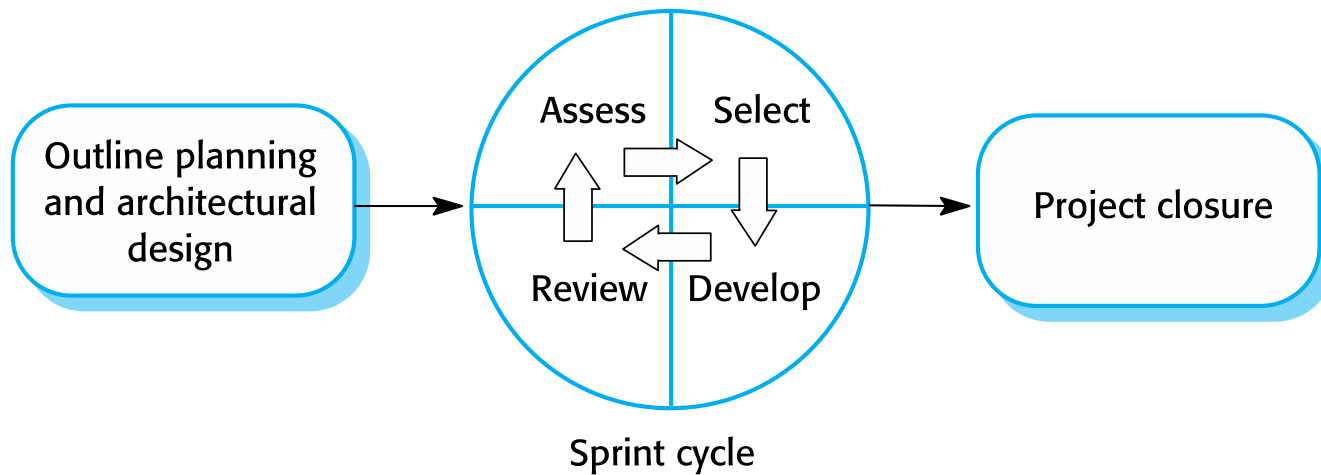 Outline planning
and architectural
design
Assess
Select
Review
Develop
Sprint cycle
Project closure